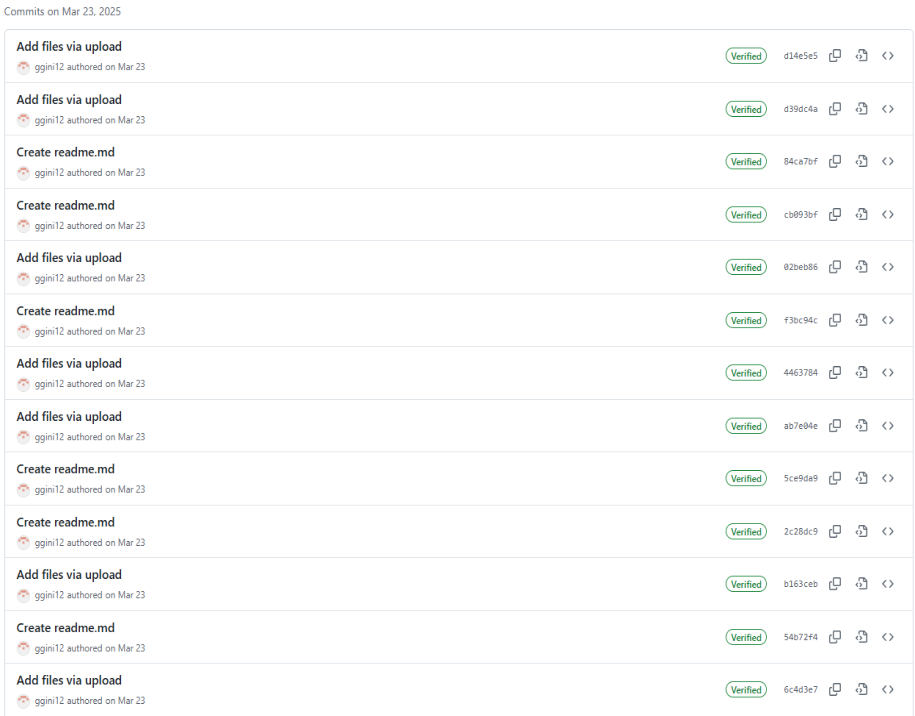 Commits on Mar 23, 2025
Add files via upload
Verified d14e5e5
ggini12 authored on Mar 23
Add files via upload
Verified d39dc4a
ggini12 authored on Mar 23
Create readme.md
Verified 84ca7bf
ggini12 authored on Mar 23
Create readme.md
Verified cb093bf
ggini12 authored on Mar 23
Add files via upload
Verified 02beb86
ggini12 authored on Mar 23
Create readme.md
Verified f3bc94c
ggini12 authored on Mar 23
Add files via upload
Verified 4463784
ggini12 authored on Mar 23
Add files via upload
Verified ab7e04e
ggini12 authored on Mar 23
Create readme.md
Verified 5ce9da9
ggini12 authored on Mar 23
Create readme.md
Verified 2c28dc9
ggini12 authored on Mar 23
Add files via upload
Verified b163ceb
ggini12 authored on Mar 23
Create readme.md
Verified 54b72f4
ggini12 authored on Mar 23
Add files via upload
Verified 6c4d3e7
ggini12 authored on Mar 23